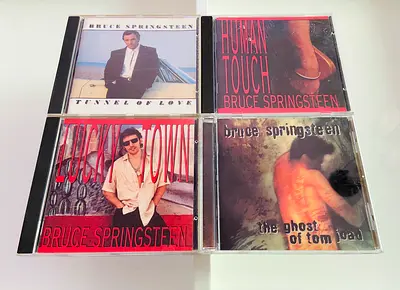 BRUCE SPRINGSTEEN
TUNNEL OF LOVE
HUMAN
TOUCH
BRUCE SPRINGSTEEN
LUCKY TOWN
BRUCE SPRINGSTEEN
bruce springsteen
the ghost
of tom joad